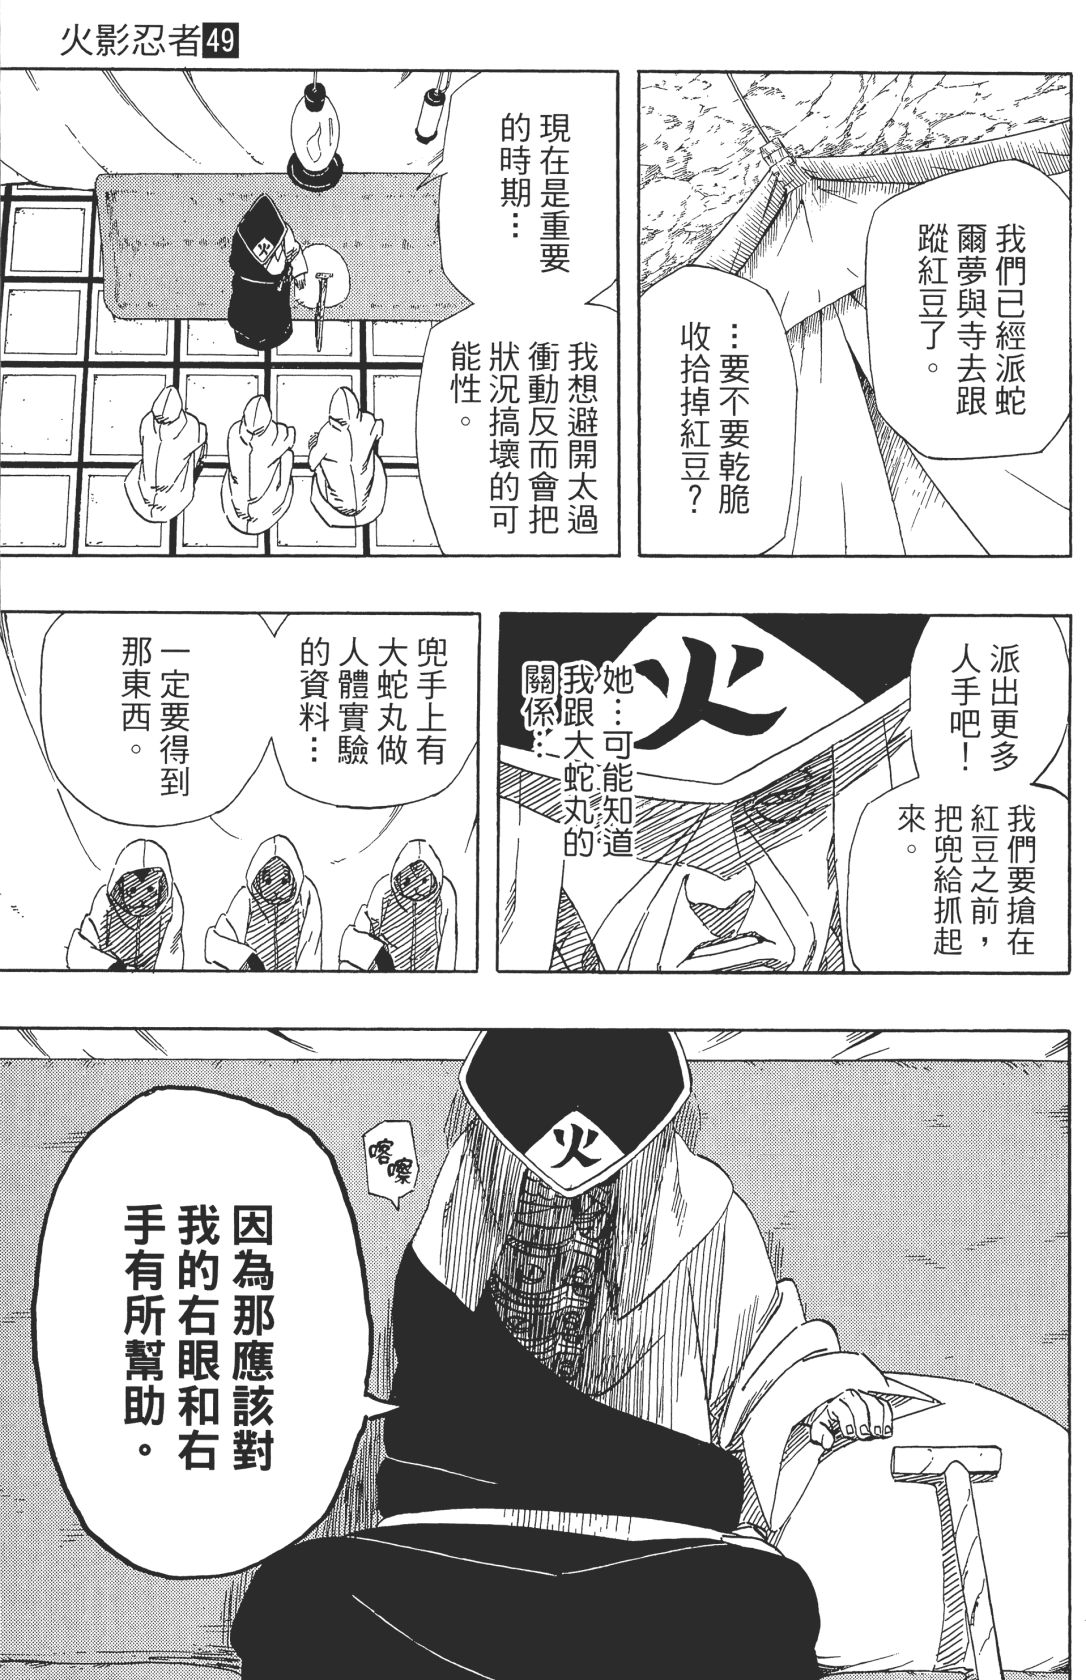 火影忍者49
我們已經派蛇
爾夢與寺去跟
蹤紅豆了。
…要不要乾脆
收拾掉紅豆？
現在是重要
的時期…
我想避開太過
衝動反而會把
狀況搞壞的可
能性。
火
派出更多
人手吧！
我們要搶在
紅豆之前，
把兜給抓起
來。
火
她…可能知道
我跟大蛇丸的
關係…
兜手上有
大蛇丸做
人體實驗
的資料…
一定要得到
那東西。
火
喀
嚓
因為那應該對
我的右眼和右
手有所幫助。